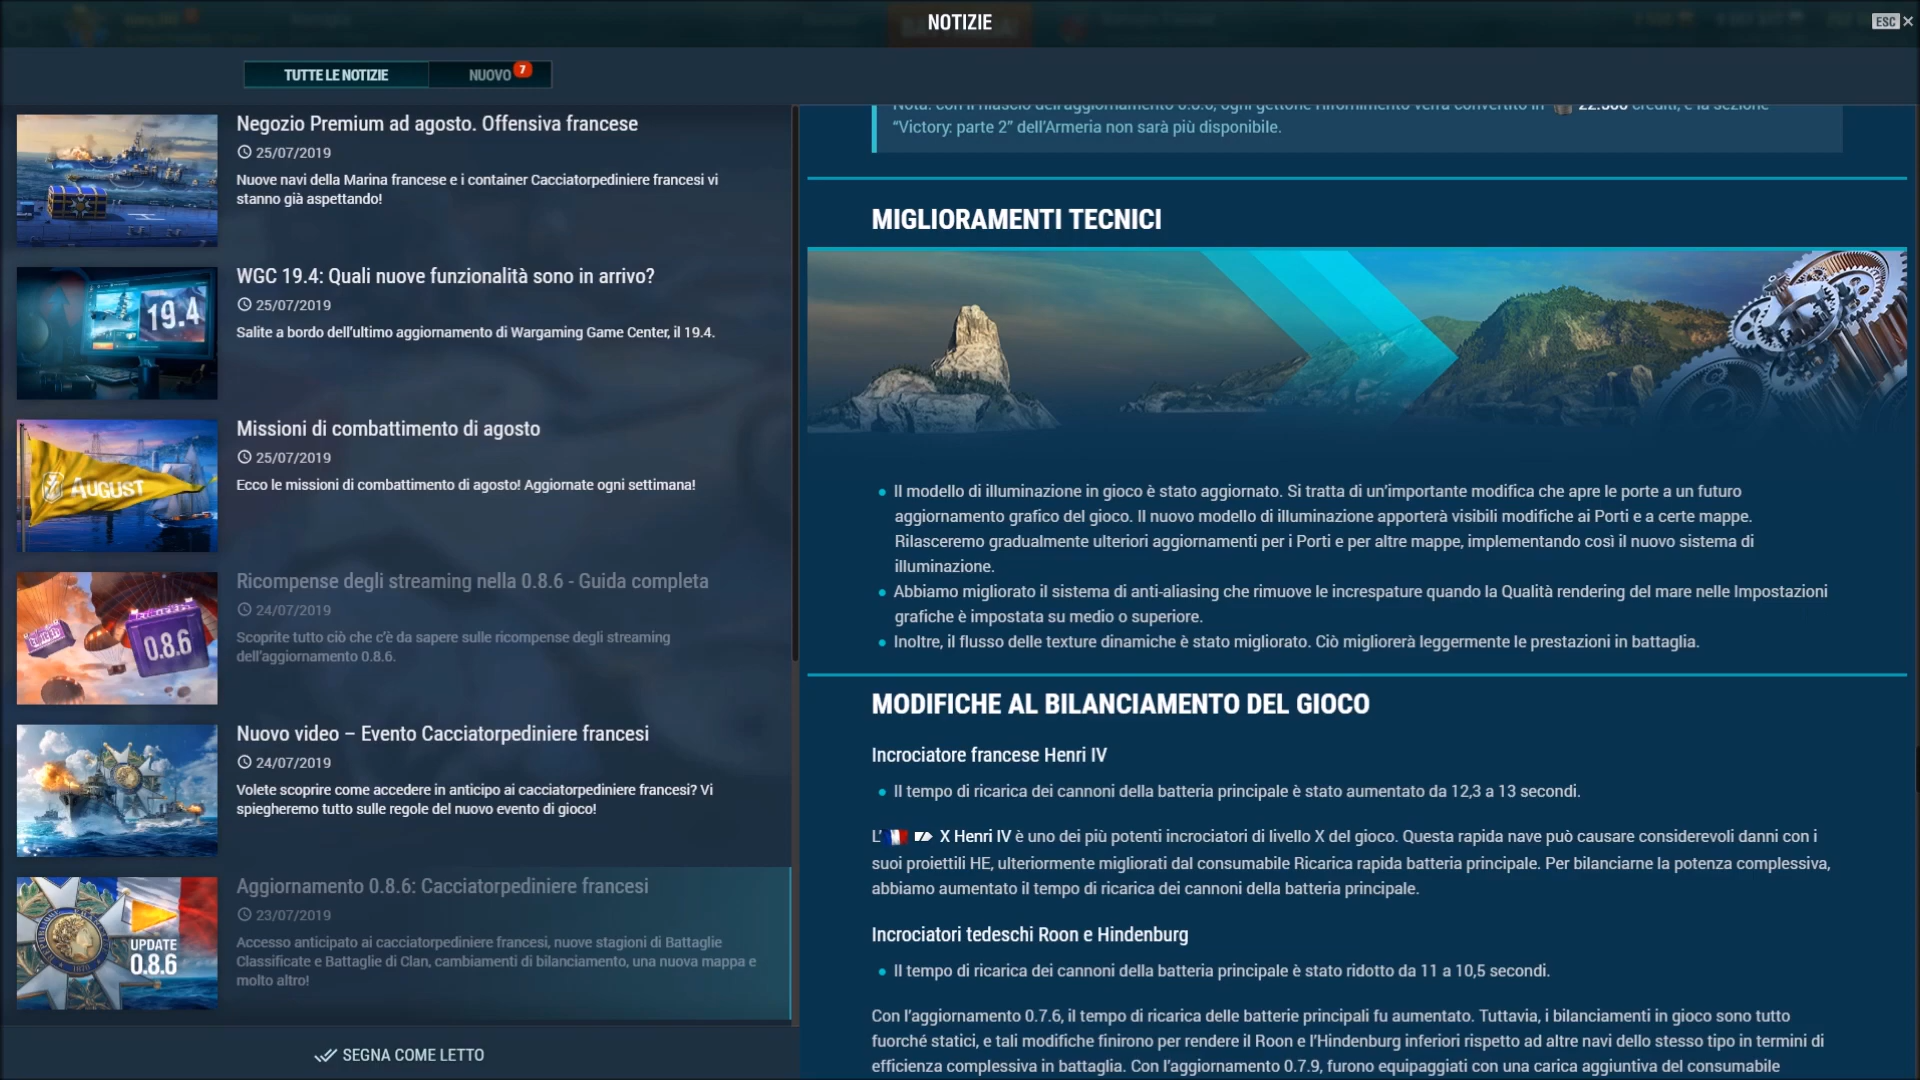 NOTIZIE
ESC
TUTTE LE NOTIZIE
NUOVO 7
Negozio Premium ad agosto. Offensiva francese
25/07/2019
Nuove navi della Marina francese e i container Cacciatorpediniere francesi vi
stanno già aspettando!
19.4
WGC 19.4: Quali nuove funzionalità sono in arrivo?
25/07/2019
Salite a bordo dell'ultimo aggiornamento di Wargaming Game Center, il 19.4.
AUGUST
Missioni di combattimento di agosto
25/07/2019
Ecco le missioni di combattimento di agosto! Aggiornate ogni settimana!
0.8.6
Ricompense degli streaming nella 0.8.6 - Guida completa
24/07/2019
Scoprite tutto ciò che c'è da sapere sulle ricompense degli streaming
dell'aggiornamento 0.8.6.
Nuovo video – Evento Cacciatorpediniere francesi
24/07/2019
Volete scoprire come accedere in anticipo ai cacciatorpediniere francesi? Vi
spiegheremo tutto sulle regole del nuovo evento di gioco!
UPDATE
0.8.6
Aggiornamento 0.8.6: Cacciatorpediniere francesi
23/07/2019
Accesso anticipato ai cacciatorpediniere francesi, nuove stagioni di Battaglie
Classificate e Battaglie di Clan, cambiamenti di bilanciamento, una nuova mappa e
molto altro!
SEGNA COME LETTO
Nota: con il rilascio dell'aggiornamento 0.8.6, ogni gettone rifornimento verrà convertito in 22.500 crediti, e la sezione
“Victory: parte 2” dell'Armeria non sarà più disponibile.
MIGLIORAMENTI TECNICI
Il modello di illuminazione in gioco è stato aggiornato. Si tratta di un'importante modifica che apre le porte a un futuro
aggiornamento grafico del gioco. Il nuovo modello di illuminazione apporterà visibili modifiche ai Porti e a certe mappe.
Rilasceremo gradualmente ulteriori aggiornamenti per i Porti e per altre mappe, implementando così il nuovo sistema di
illuminazione.
Abbiamo migliorato il sistema di anti-aliasing che rimuove le increspature quando la Qualità rendering del mare nelle Impostazioni
grafiche è impostata su medio o superiore.
Inoltre, il flusso delle texture dinamiche è stato migliorato. Ciò migliorerà leggermente le prestazioni in battaglia.
MODIFICHE AL BILANCIAMENTO DEL GIOCO
Incrociatore francese Henri IV
Il tempo di ricarica dei cannoni della batteria principale è stato aumentato da 12,3 a 13 secondi.
L' X Henri IV è uno dei più potenti incrociatori di livello X del gioco. Questa rapida nave può causare considerevoli danni con i
suoi proiettili HE, ulteriormente migliorati dal consumabile Ricarica rapida batteria principale. Per bilanciarne la potenza complessiva,
abbiamo aumentato il tempo di ricarica dei cannoni della batteria principale.
Incrociatori tedeschi Roon e Hindenburg
Il tempo di ricarica dei cannoni della batteria principale è stato ridotto da 11 a 10,5 secondi.
Con l'aggiornamento 0.7.6, il tempo di ricarica delle batterie principali fu aumentato. Tuttavia, i bilanciamenti in gioco sono tutto
fuorché statici, e tali modifiche finirono per rendere il Roon e l'Hindenburg inferiori rispetto ad altre navi dello stesso tipo in termini di
efficienza complessiva in battaglia. Con l'aggiornamento 0.7.9, furono equipaggiati con una carica aggiuntiva del consumabile